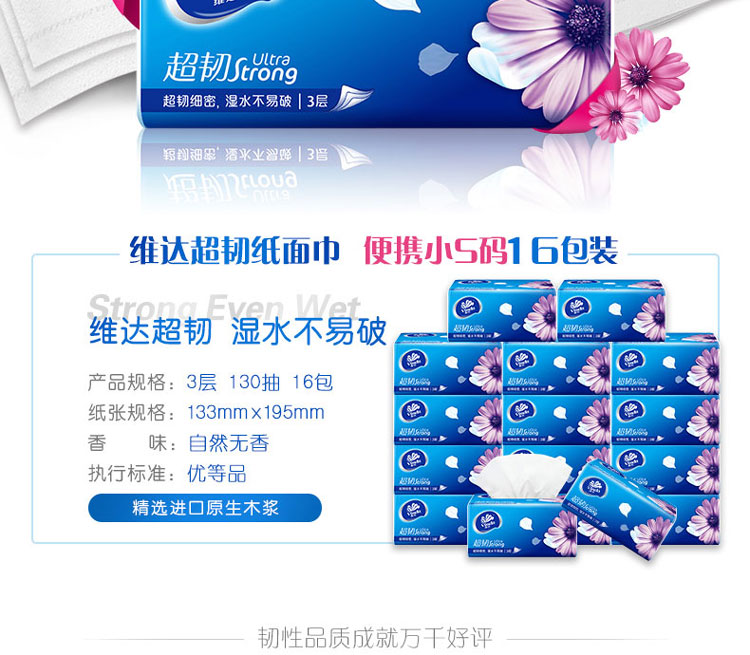 维达
超韧 Ultra Strong
超韧细密, 湿水不易破 | 3层
维达超韧纸面巾 便携小S码16包装
Strong Even Wet
维达超韧 湿水不易破
产品规格：3层 130抽 16包
纸张规格：133mm×195mm
香 味：自然无香
执行标准：优等品
精选进口原生木浆
韧性品质成就万千好评